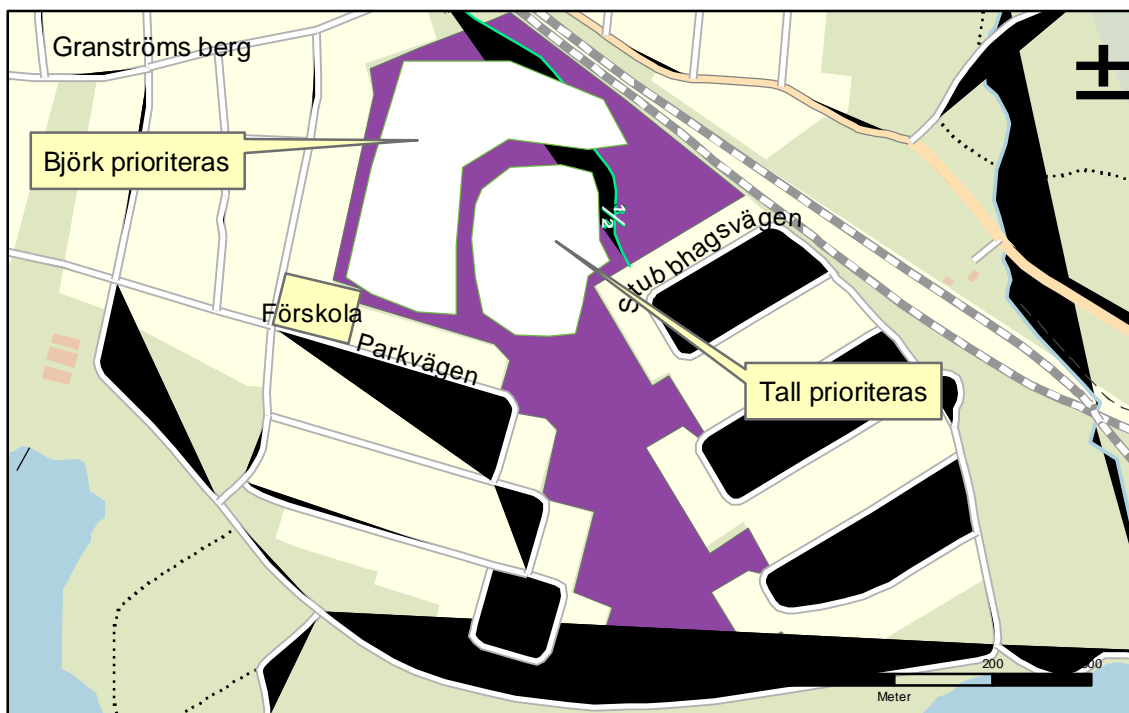 Granströms berg
Björk prioriteras
Stubbhagsvägen
Förskola
Parkvägen
Tall prioriteras
200
Meter